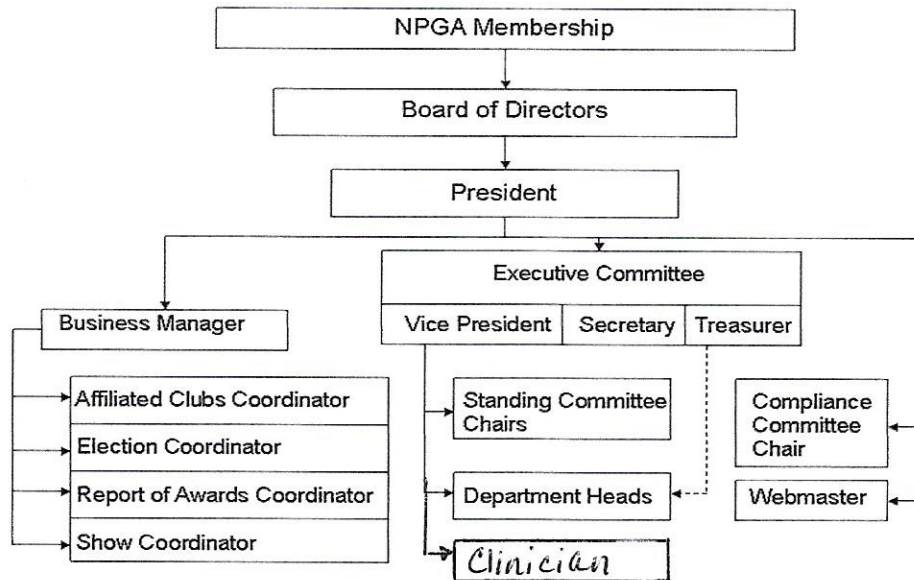 NPGA Membership
Board of Directors
President
Executive Committee
Business Manager
Vice President
Secretary
Treasurer
Affiliated Clubs Coordinator
Election Coordinator
Report of Awards Coordinator
Show Coordinator
Standing Committee
Chairs
Department Heads
Clinician
Compliance
Committee
Chair
Webmaster